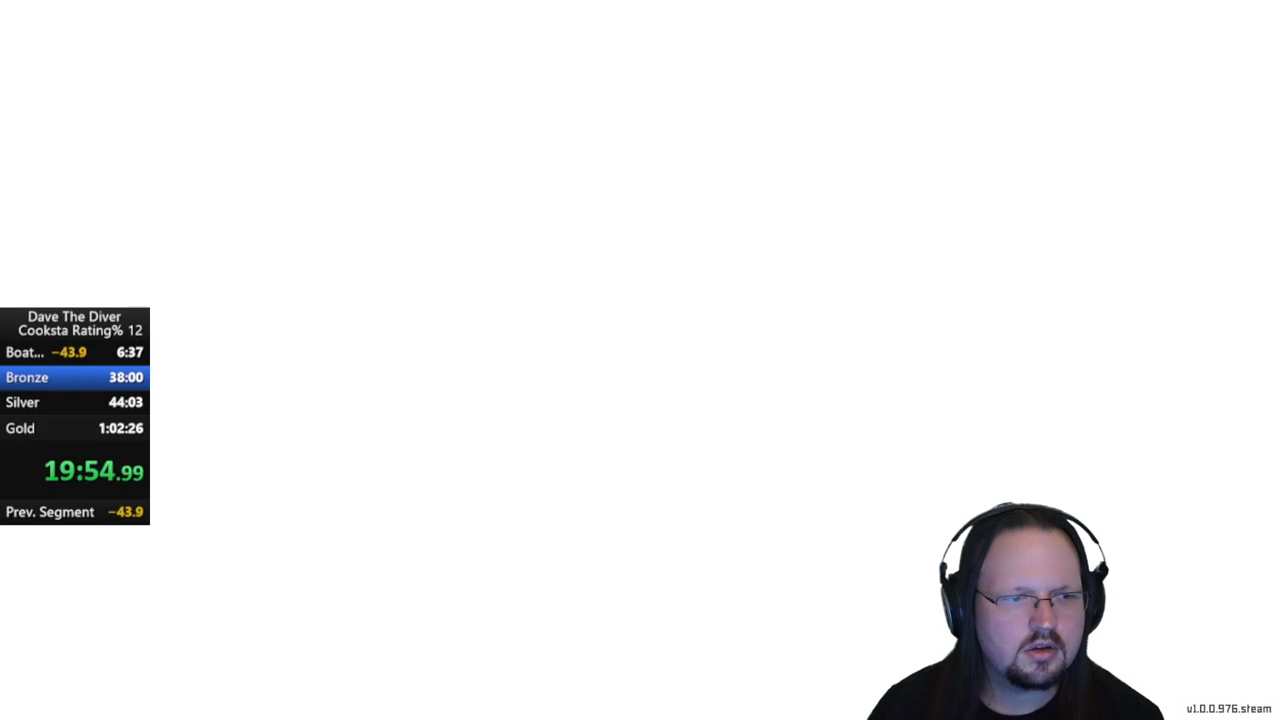 Dave The Diver
Cooksta Rating% 12
Boat... −43.9 6:37
Bronze 38:00
Silver 44:03
Gold 1:02:26
19:54.99
Prev. Segment −43.9
v1.0.0.976.steam